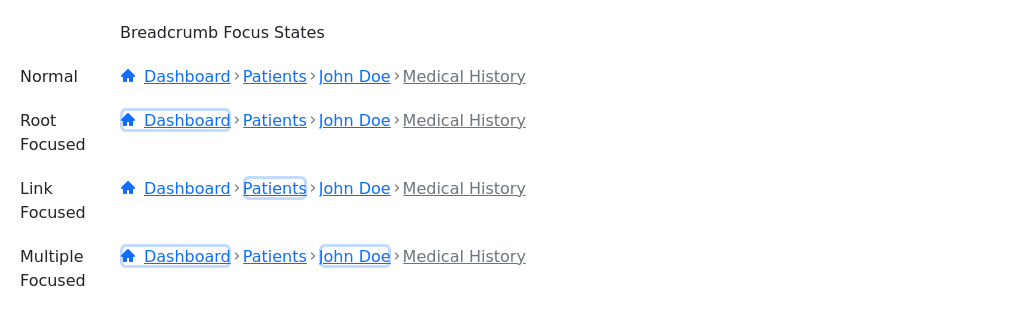 Breadcrumb Focus States
Normal Dashboard › Patients › John Doe › Medical History
Root Focused Dashboard › Patients › John Doe › Medical History
Link Focused Dashboard › Patients › John Doe › Medical History
Multiple Focused Dashboard › Patients › John Doe › Medical History